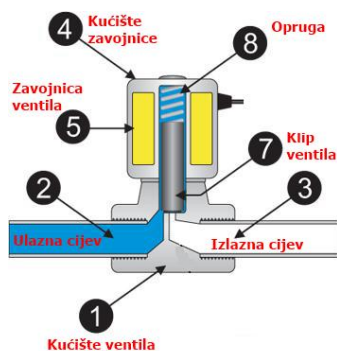 4
Kućište
zavojnice
8
Opruga
Zavojnica
ventila
5
7
Klip
ventila
2
3
Ulazna cijev
Izlazna cijev
1
Kućište ventila